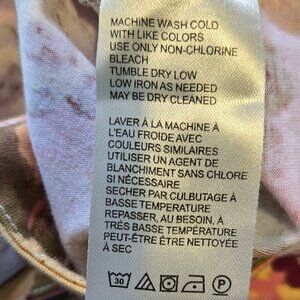 MACHINE WASH COLD
WITH LIKE COLORS
USE ONLY NON-CHLORINE
BLEACH
TUMBLE DRY LOW
LOW IRON AS NEEDED
MAY BE DRY CLEANED
LAVER À LA MACHINE À
L'EAU FROIDE AVEC
COULEURS SIMILAIRES
UTILISER UN AGENT DE
BLANCHIMENT SANS CHLORE
SI NÉCESSAIRE
SECHER PAR CULBUTAGE À
BASSE TEMPERATURE
REPASSER, AU BESOIN, À
TRÉS BASSE TEMPÉRATURE
PEUT-ÊTRE ÊTRE NETTOYÉE
À SEC
30 P